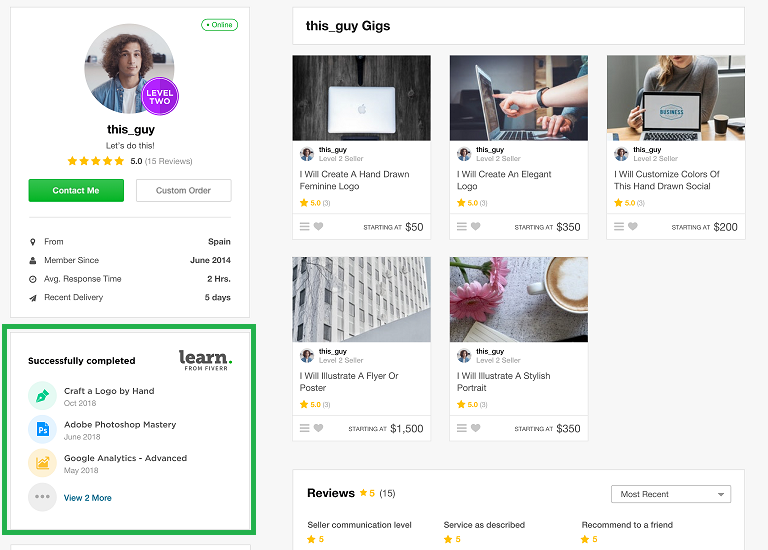 Online
LEVEL
TWO
this_guy
Let's do this!
5.0 (15 Reviews)
Contact Me
Custom Order
From Spain
Member Since June 2014
Avg. Response Time 2 Hrs.
Recent Delivery 5 days
Successfully completed
learn.
FROM FIVERR
Craft a Logo by Hand
Oct 2018
Ps
Adobe Photoshop Mastery
June 2018
Google Analytics - Advanced
May 2018
View 2 More
this_guy Gigs
this_guy
Level 2 Seller
I Will Create A Hand Drawn
Feminine Logo
5.0 (3)
STARTING AT $50
this_guy
Level 2 Seller
I Will Create An Elegant
Logo
5.0 (3)
STARTING AT $350
BUSINESS
this_guy
Level 2 Seller
I Will Customize Colors Of
This Hand Drawn Social
5.0 (3)
STARTING AT $200
this_guy
Level 2 Seller
I Will Illustrate A Flyer Or
Poster
5.0 (3)
STARTING AT $1,500
this_guy
Level 2 Seller
I Will Illustrate A Stylish
Portrait
5.0 (3)
STARTING AT $350
Reviews 5 (15)
Most Recent
Seller communication level
5
Service as described
5
Recommend to a friend
5